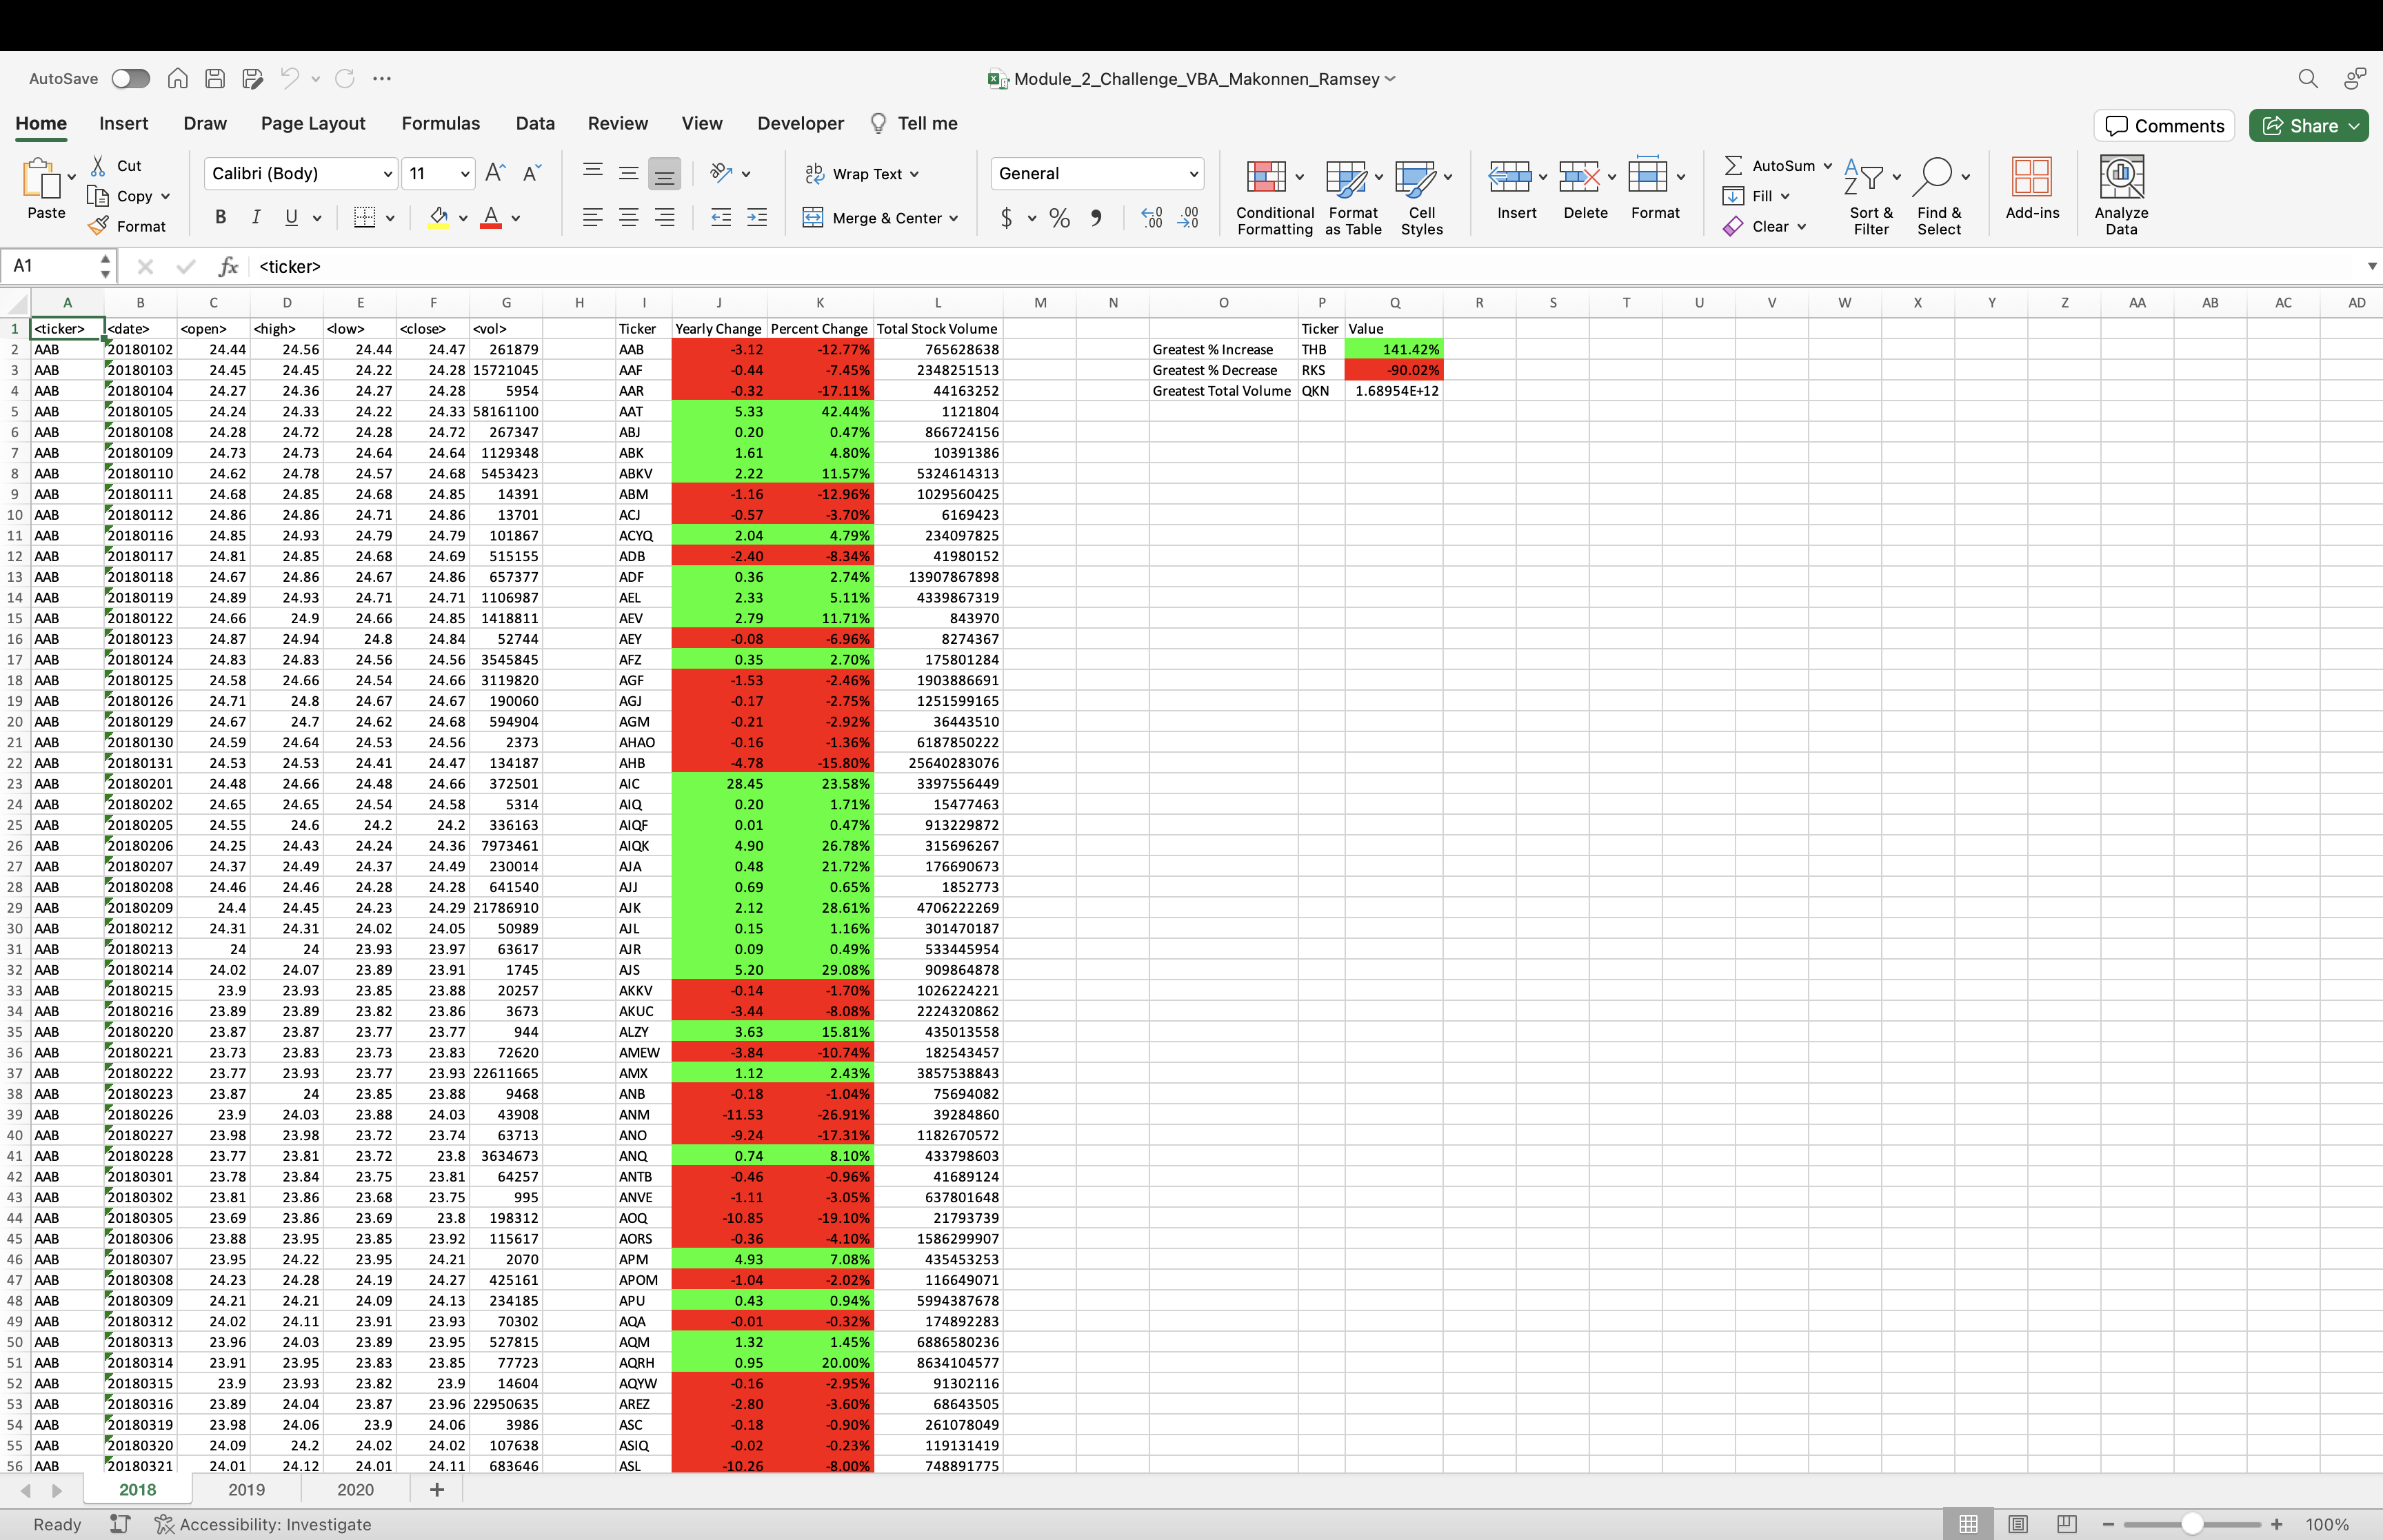 AutoSave
Module_2_Challenge_VBA_Makonnen_Ramsey
Home Insert Draw Page Layout Formulas Data Review View Developer Tell me Comments Share
Paste Cut Copy Format
Calibri (Body) 11 A A
B I U A
ab Wrap Text
Merge & Center
General
$ % 9 .00 .00
Conditional Formatting Format as Table Cell Styles Insert Delete Format
AutoSum Fill Clear
Sort & Filter Find & Select Add-ins Analyze Data
A1 fx <ticker>
A B C D E F G H I J K L M N O P Q R S T U V W X Y Z AA AB AC AD
1 <ticker> <date> <open> <high> <low> <close> <vol> Ticker Yearly Change Percent Change Total Stock Volume Ticker Value
2 AAB 20180102 24.44 24.56 24.44 24.47 261879 AAB -3.12 -12.77% 765628638 Greatest % Increase THB 141.42%
3 AAB 20180103 24.45 24.45 24.22 24.28 15721045 AAF -0.44 -7.45% 2348251513 Greatest % Decrease RKS -90.02%
4 AAB 20180104 24.27 24.36 24.27 24.28 5954 AAR -0.32 -17.11% 44163252 Greatest Total Volume QKN 1.68954E+12
5 AAB 20180105 24.24 24.33 24.22 24.33 58161100 AAT 5.33 42.44% 1121804
6 AAB 20180108 24.28 24.72 24.28 24.72 267347 ABJ 0.20 0.47% 866724156
7 AAB 20180109 24.73 24.73 24.64 24.64 1129348 ABK 1.61 4.80% 10391386
8 AAB 20180110 24.62 24.78 24.57 24.68 5453423 ABKV 2.22 11.57% 5324614313
9 AAB 20180111 24.68 24.85 24.68 24.85 14391 ABM -1.16 -12.96% 1029560425
10 AAB 20180112 24.86 24.86 24.71 24.86 13701 ACJ -0.57 -3.70% 6169423
11 AAB 20180116 24.85 24.93 24.79 24.79 101867 ACYQ 2.04 4.79% 234097825
12 AAB 20180117 24.81 24.85 24.68 24.69 515155 ADB -2.40 -8.34% 41980152
13 AAB 20180118 24.67 24.86 24.67 24.86 657377 ADF 0.36 2.74% 13907867898
14 AAB 20180119 24.89 24.93 24.71 24.71 1106987 AEL 2.33 5.11% 4339867319
15 AAB 20180122 24.66 24.9 24.66 24.85 1418811 AEV 2.79 11.71% 843970
16 AAB 20180123 24.87 24.94 24.8 24.84 52744 AEY -0.08 -6.96% 8274367
17 AAB 20180124 24.83 24.83 24.56 24.56 3545845 AFZ 0.35 2.70% 175801284
18 AAB 20180125 24.58 24.66 24.54 24.66 3119820 AGF -1.53 -2.46% 1903886691
19 AAB 20180126 24.71 24.8 24.67 24.67 190060 AGJ -0.17 -2.75% 1251599165
20 AAB 20180129 24.67 24.7 24.62 24.68 594904 AGM -0.21 -2.92% 36443510
21 AAB 20180130 24.59 24.64 24.53 24.56 2373 AHAO -0.16 -1.36% 6187850222
22 AAB 20180131 24.53 24.53 24.41 24.47 134187 AHB -4.78 -15.80% 25640283076
23 AAB 20180201 24.48 24.66 24.48 24.66 372501 AIC 28.45 23.58% 3397556449
24 AAB 20180202 24.65 24.65 24.54 24.58 5314 AIQ 0.20 1.71% 15477463
25 AAB 20180205 24.55 24.6 24.2 24.2 336163 AIQF 0.01 0.47% 913229872
26 AAB 20180206 24.25 24.43 24.24 24.36 7973461 AIQK 4.90 26.78% 315696267
27 AAB 20180207 24.37 24.49 24.37 24.49 230014 AJA 0.48 21.72% 176690673
28 AAB 20180208 24.46 24.46 24.28 24.28 641540 AJJ 0.69 0.65% 1852773
29 AAB 20180209 24.4 24.45 24.23 24.29 21786910 AJK 2.12 28.61% 4706222269
30 AAB 20180212 24.31 24.31 24.02 24.05 50989 AJL 0.15 1.16% 301470187
31 AAB 20180213 24 24 23.93 23.97 63617 AJR 0.09 0.49% 533445954
32 AAB 20180214 24.02 24.07 23.89 23.91 1745 AJS 5.20 29.08% 909864878
33 AAB 20180215 23.9 23.93 23.85 23.88 20257 AKKV -0.14 -1.70% 1026224221
34 AAB 20180216 23.89 23.89 23.82 23.86 3673 AKUC -3.44 -8.08% 2224320862
35 AAB 20180220 23.87 23.87 23.77 23.77 944 ALZY 3.63 15.81% 435013558
36 AAB 20180221 23.73 23.83 23.73 23.83 72620 AMEW -3.84 -10.74% 182543457
37 AAB 20180222 23.77 23.93 23.77 23.93 22611665 AMX 1.12 2.43% 3857538843
38 AAB 20180223 23.87 24 23.85 23.88 9468 ANB -0.18 -1.04% 75694082
39 AAB 20180226 23.9 24.03 23.88 24.03 43908 ANM -11.53 -26.91% 39284860
40 AAB 20180227 23.98 23.98 23.72 23.74 63713 ANO -9.24 -17.31% 1182670572
41 AAB 20180228 23.77 23.81 23.72 23.8 3634673 ANQ 0.74 8.10% 433798603
42 AAB 20180301 23.78 23.84 23.75 23.81 64257 ANTB -0.46 -0.96% 41689124
43 AAB 20180302 23.81 23.86 23.68 23.75 995 ANVE -1.11 -3.05% 637801648
44 AAB 20180305 23.69 23.86 23.69 23.8 198312 AOQ -10.85 -19.10% 21793739
45 AAB 20180306 23.88 23.95 23.85 23.92 115617 AORS -0.36 -4.10% 1586299907
46 AAB 20180307 23.95 24.22 23.95 24.21 2070 APM 4.93 7.08% 435453253
47 AAB 20180308 24.23 24.28 24.19 24.27 425161 APOM -1.04 -2.02% 116649071
48 AAB 20180309 24.21 24.21 24.09 24.13 234185 APU 0.43 0.94% 5994387678
49 AAB 20180312 24.02 24.11 23.91 23.93 70302 AQA -0.01 -0.32% 174892283
50 AAB 20180313 23.96 24.03 23.89 23.95 527815 AQM 1.32 1.45% 6886580236
51 AAB 20180314 23.91 23.95 23.83 23.85 77723 AQRH 0.95 20.00% 8634104577
52 AAB 20180315 23.9 23.93 23.82 23.9 14604 AQYW -0.16 -2.95% 91302116
53 AAB 20180316 23.89 24.04 23.87 23.96 22950635 AREZ -2.80 -3.60% 68643505
54 AAB 20180319 23.98 24.06 23.9 24.06 3986 ASC -0.18 -0.90% 261078049
55 AAB 20180320 24.09 24.2 24.02 24.02 107638 ASIQ -0.02 -0.23% 119131419
56 AAB 20180321 24.01 24.12 24.01 24.11 683646 ASL -10.26 -8.00% 748891775
2018 2019 2020 +
Ready Accessibility: Investigate 100%